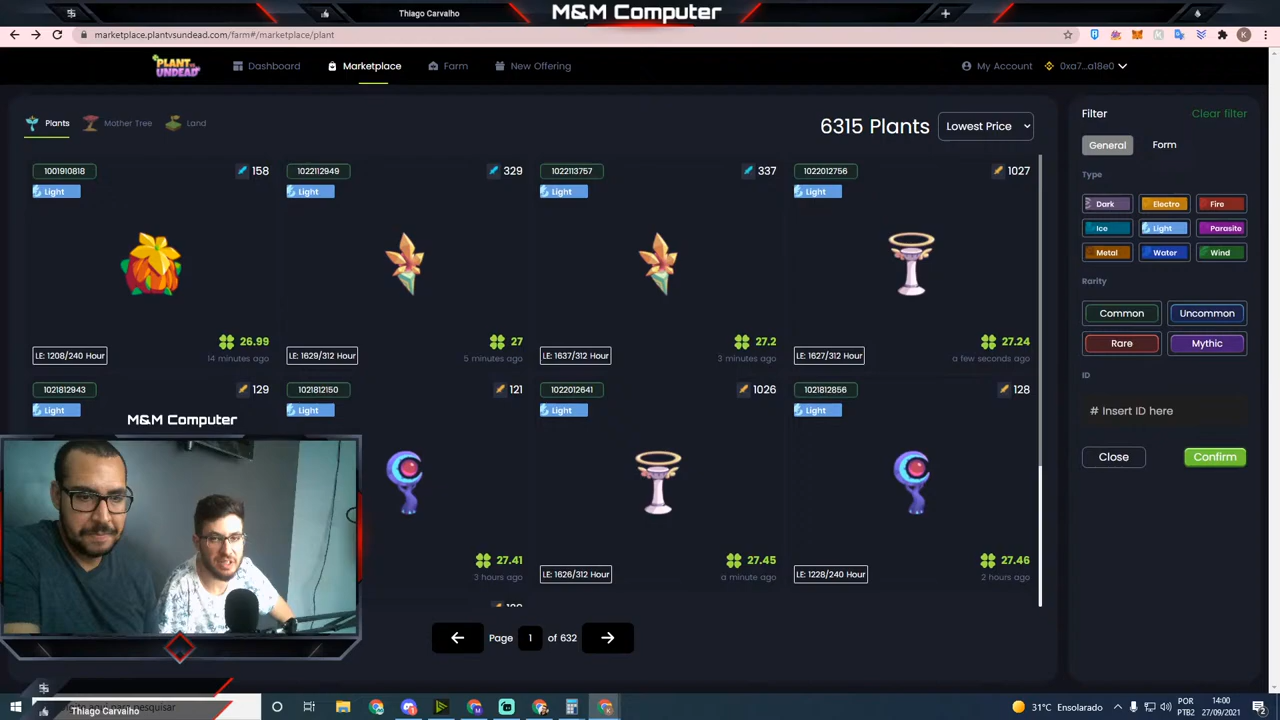 Thiago Carvalho
M&M Computer
marketplace.plantvsundead.com/farm#/marketplace/plant
K
PLANT VS UNDEAD
Dashboard
Marketplace
Farm
New Offering
My Account
0xa7...a18e0
Plants
Mother Tree
Land
6315 Plants
Lowest Price
1001910818
158
Light
26.99
LE: 1208/240 Hour
14 minutes ago
1022112949
329
Light
27
LE: 1629/312 Hour
5 minutes ago
1022113757
337
Light
27.2
LE: 1637/312 Hour
3 minutes ago
1022012756
1027
Light
27.24
LE: 1627/312 Hour
a few seconds ago
1021812943
129
Light
1021812150
121
Light
27.41
3 hours ago
1022012641
1026
Light
27.45
LE: 1626/312 Hour
a minute ago
1021812856
128
Light
27.46
LE: 1228/240 Hour
2 hours ago
M&M Computer
Page 1 of 632
Filter
Clear filter
General
Form
Type
Dark
Electro
Fire
Ice
Light
Parasite
Metal
Water
Wind
Rarity
Common
Uncommon
Rare
Mythic
ID
# Insert ID here
Close
Confirm
Thiago Carvalho
pesquisar
31°C Ensolarado
POR
PTB2
14:00
27/09/2021
2